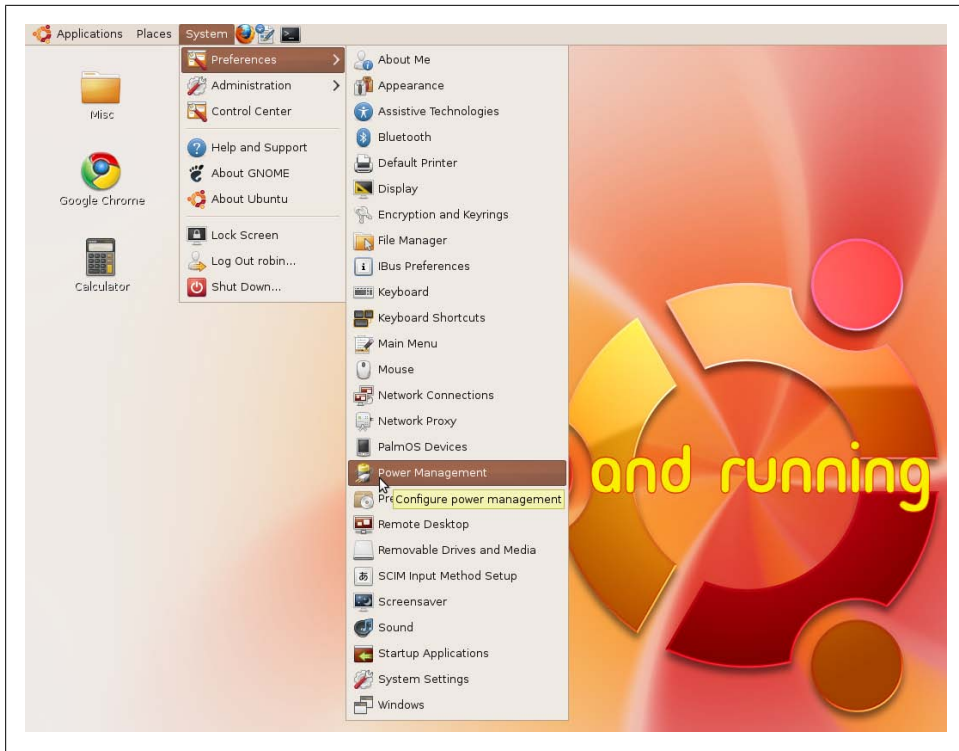 Applications Places System
Misc
Google Chrome
Calculator
Preferences
Administration
Control Center
Help and Support
About GNOME
About Ubuntu
Lock Screen
Log Out robin...
Shut Down...
About Me
Appearance
Assistive Technologies
Bluetooth
Default Printer
Display
Encryption and Keyrings
File Manager
IBus Preferences
Keyboard
Keyboard Shortcuts
Main Menu
Mouse
Network Connections
Network Proxy
PalmOS Devices
Power Management
Configure power management
Remote Desktop
Removable Drives and Media
SCIM Input Method Setup
Screensaver
Sound
Startup Applications
System Settings
Windows
and running